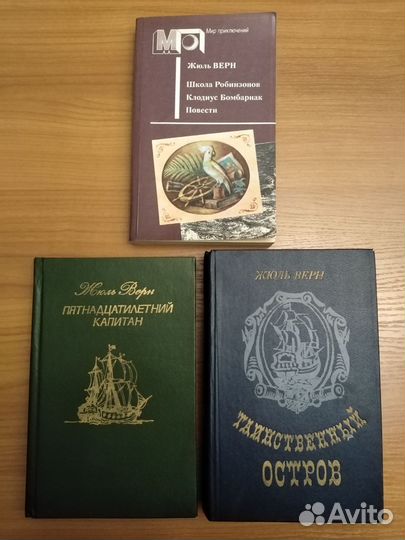 Мир приключений
Жюль ВЕРН
Школа Робинзонов
Клодиус Бомбарнак
Повести
Жюль Верн
ПЯТНАДЦАТИЛЕТНИЙ
КАПИТАН
ЖЮЛЬ ВЕРН
ТАИНСТВЕННЫЙ
ОСТРОВ
Avito